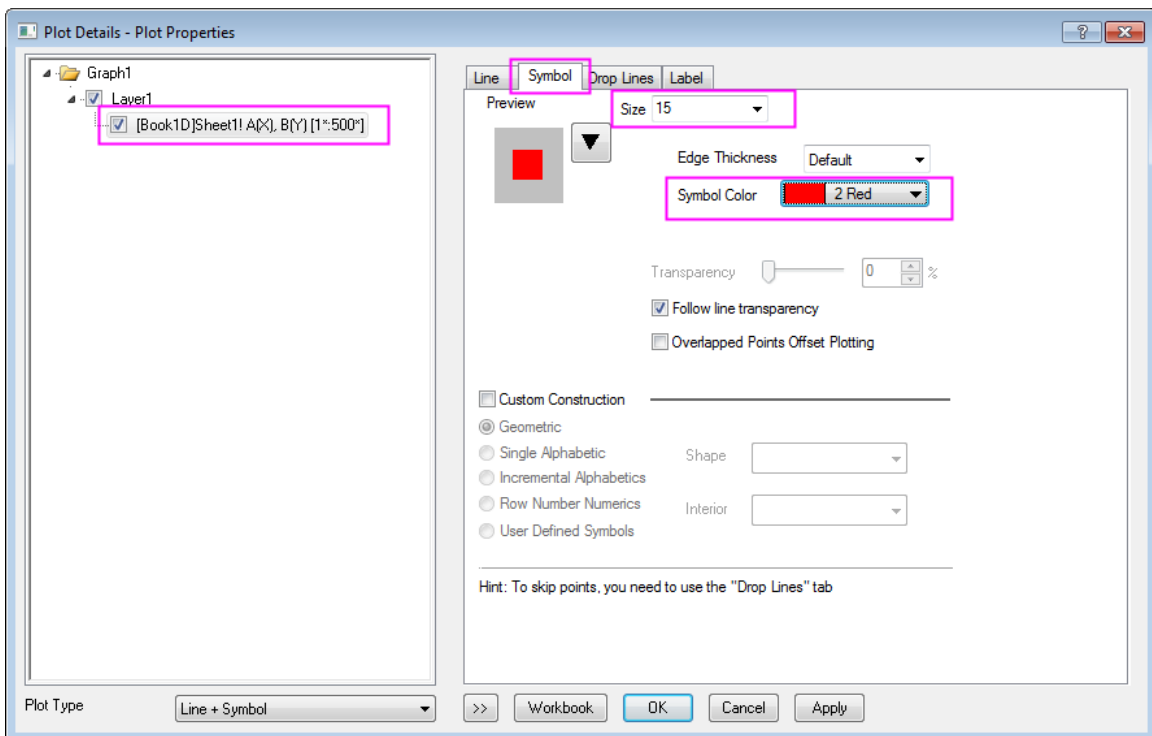 Plot Details - Plot Properties
Graph1
Layer1
[Book1D]Sheet1! A(X), B(Y) [1*:500*]
Line Symbol Drop Lines Label
Preview
Size 15
Edge Thickness Default
Symbol Color 2 Red
Transparency 0 %
Follow line transparency
Overlapped Points Offset Plotting
Custom Construction
Geometric
Single Alphabetic
Shape
Incremental Alphabetics
Row Number Numerics
Interior
User Defined Symbols
Hint: To skip points, you need to use the "Drop Lines" tab
Plot Type Line + Symbol >> Workbook OK Cancel Apply